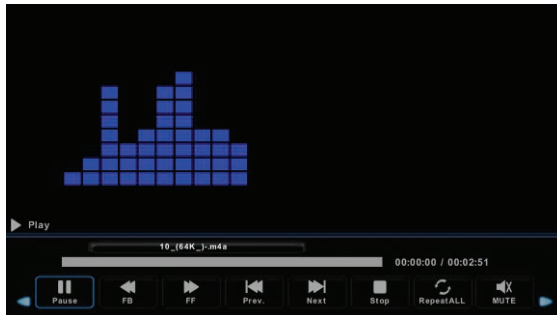 Play
10_(64K_)-.m4a
00:00:00 / 00:02:51
Pause FB FF Prev. Next Stop RepeatALL MUTE